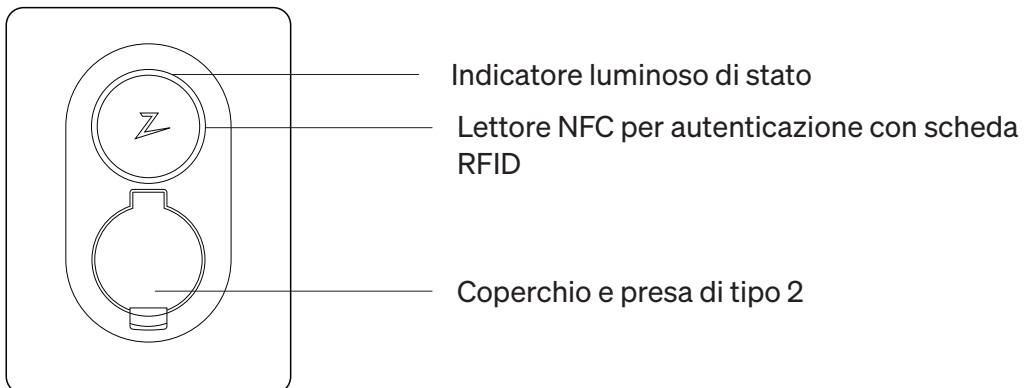 Indicatore luminoso di stato
Lettore NFC per autenticazione con scheda
RFID
Coperchio e presa di tipo 2